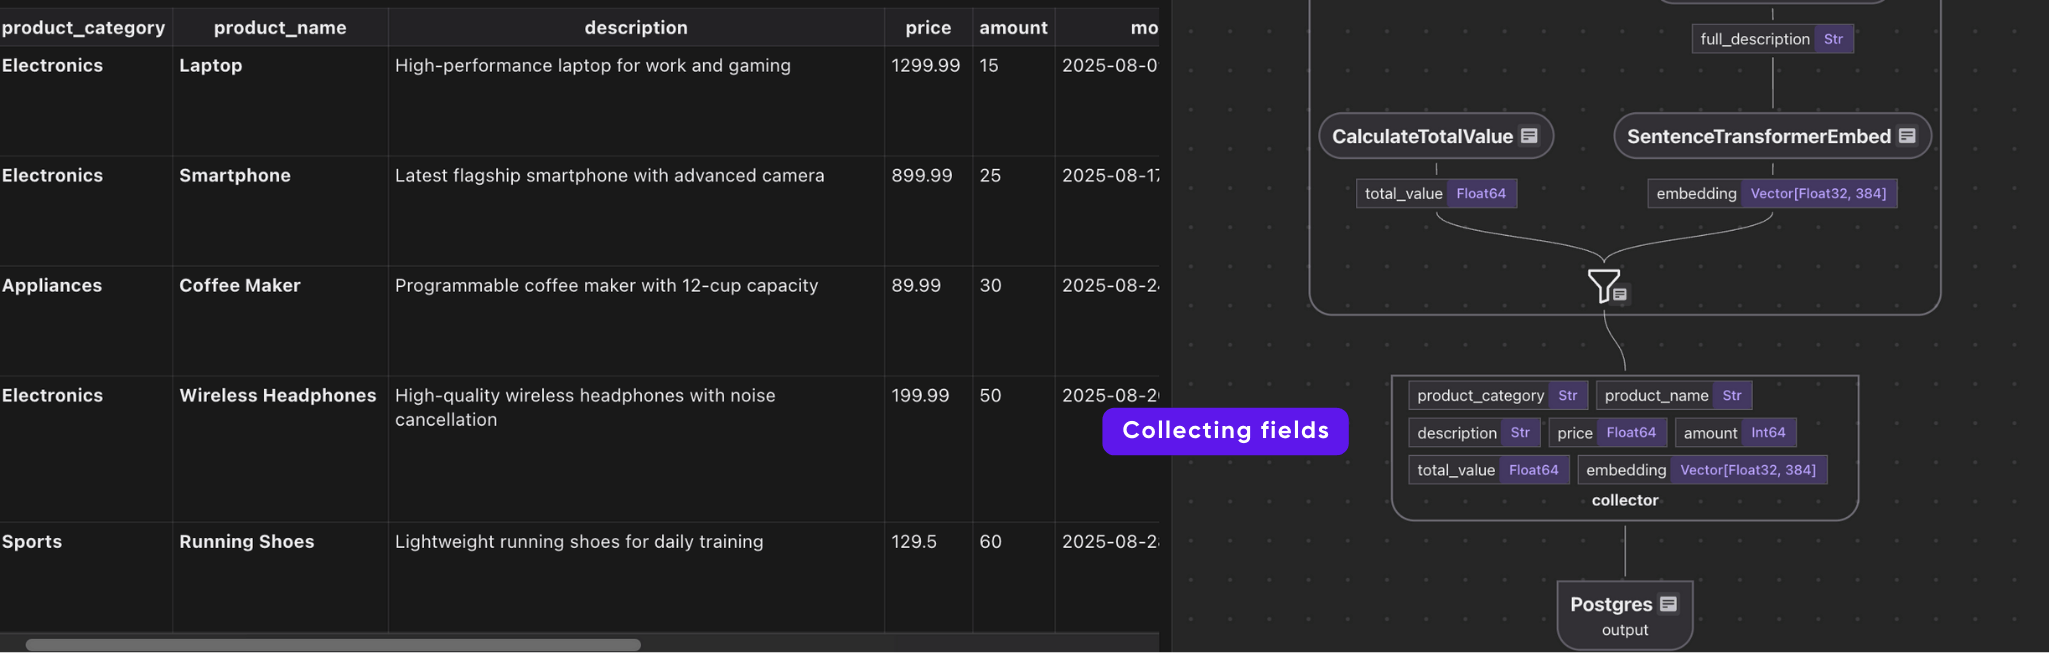 product_category product_name description price amount mo
Electronics Laptop High-performance laptop for work and gaming 1299.99 15 2025-08-0
Electronics Smartphone Latest flagship smartphone with advanced camera 899.99 25 2025-08-17
Appliances Coffee Maker Programmable coffee maker with 12-cup capacity 89.99 30 2025-08-2
Electronics Wireless Headphones High-quality wireless headphones with noise 199.99 50 2025-08-2
cancellation
Sports Running Shoes Lightweight running shoes for daily training 129.5 60 2025-08-2
full_description Str
CalculateTotalValue SentenceTransformerEmbed
total_value Float64 embedding Vector[Float32, 384]
Collecting fields
product_category Str product_name Str
description Str price Float64 amount Int64
total_value Float64 embedding Vector[Float32, 384]
collector
Postgres
output